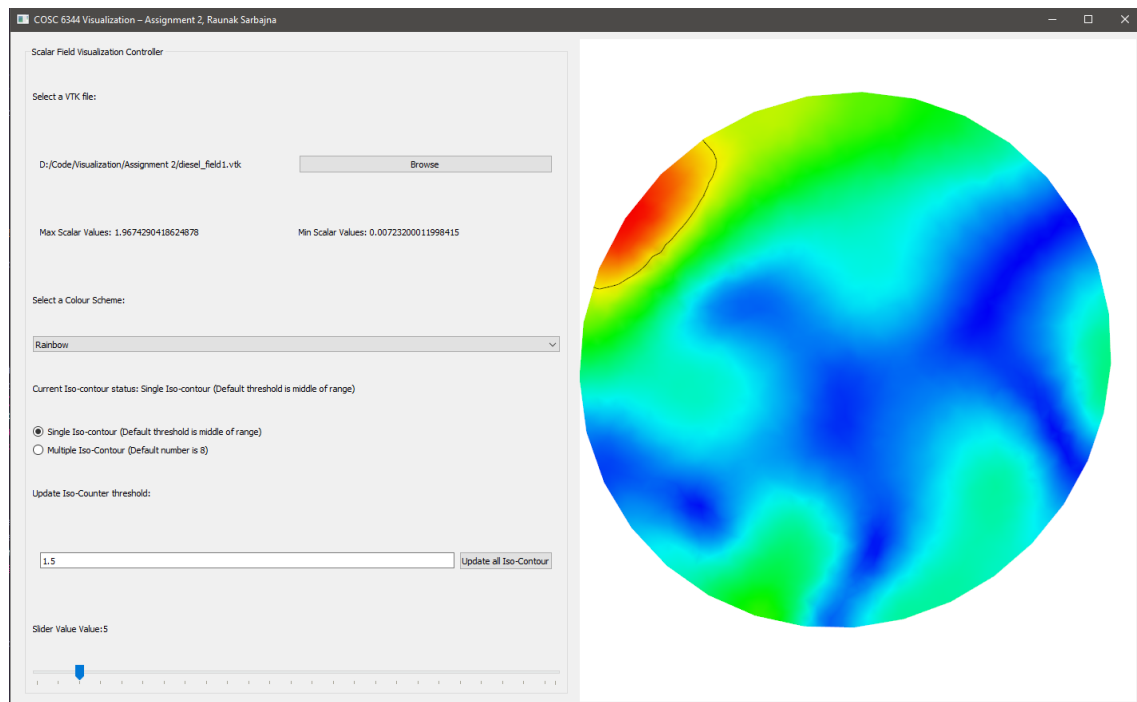 COSC 6344 Visualization – Assignment 2, Raunak Sarbajna
Scalar Field Visualization Controller
Select a VTK file:
D:/Code/Visualization/Assignment 2/diesel_field1.vtk
Browse
Max Scalar Values: 1.9674290418624878
Min Scalar Values: 0.00723200011998415
Select a Colour Scheme:
Rainbow
Current Iso-contour status: Single Iso-contour (Default threshold is middle of range)
Single Iso-contour (Default threshold is middle of range)
Multiple Iso-Contour (Default number is 8)
Update Iso-Counter threshold:
1.5
Update all Iso-Contour
Slider Value Value:5